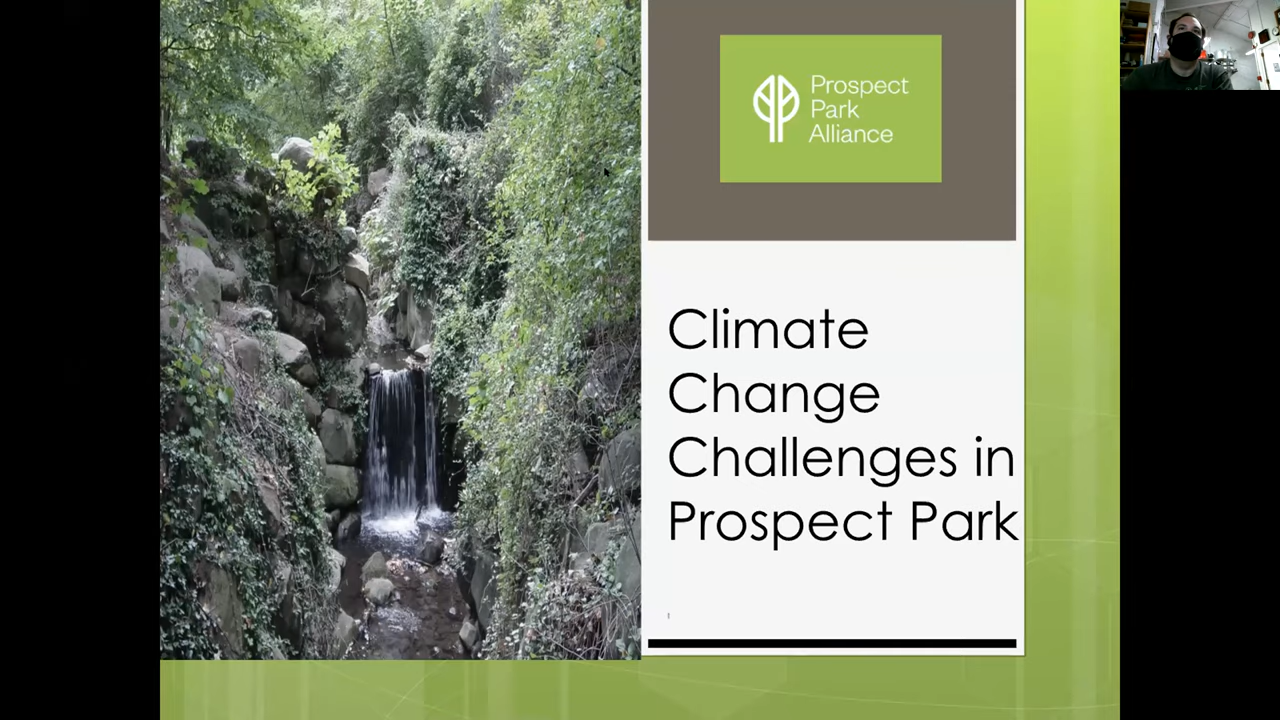 Prospect
Park
Alliance
Climate
Change
Challenges in
Prospect Park